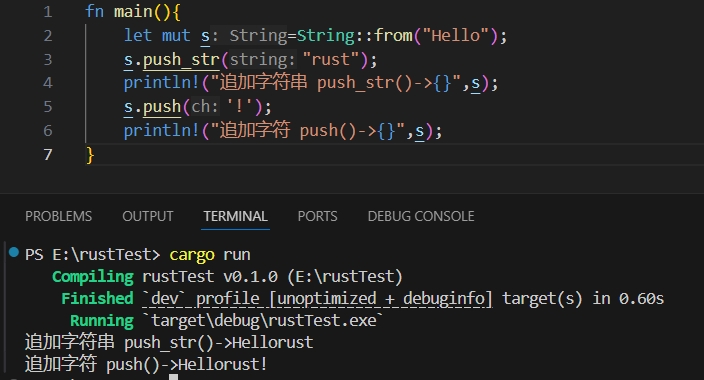 1 fn main(){
2 let mut s: String=String::from("Hello");
3 s.push_str(string: "rust");
4 println!("追加字符串 push_str()->{}",s);
5 s.push(ch: '!');
6 println!("追加字符 push()->{}",s);
7 }
PROBLEMS OUTPUT TERMINAL PORTS DEBUG CONSOLE
PS E:\rustTest> cargo run
Compiling rustTest v0.1.0 (E:\rustTest)
Finished `dev` profile [unoptimized + debuginfo] target(s) in 0.60s
Running `target\debug\rustTest.exe`
追加字符串 push_str()->Hellorust
追加字符 push()->Hellorust!